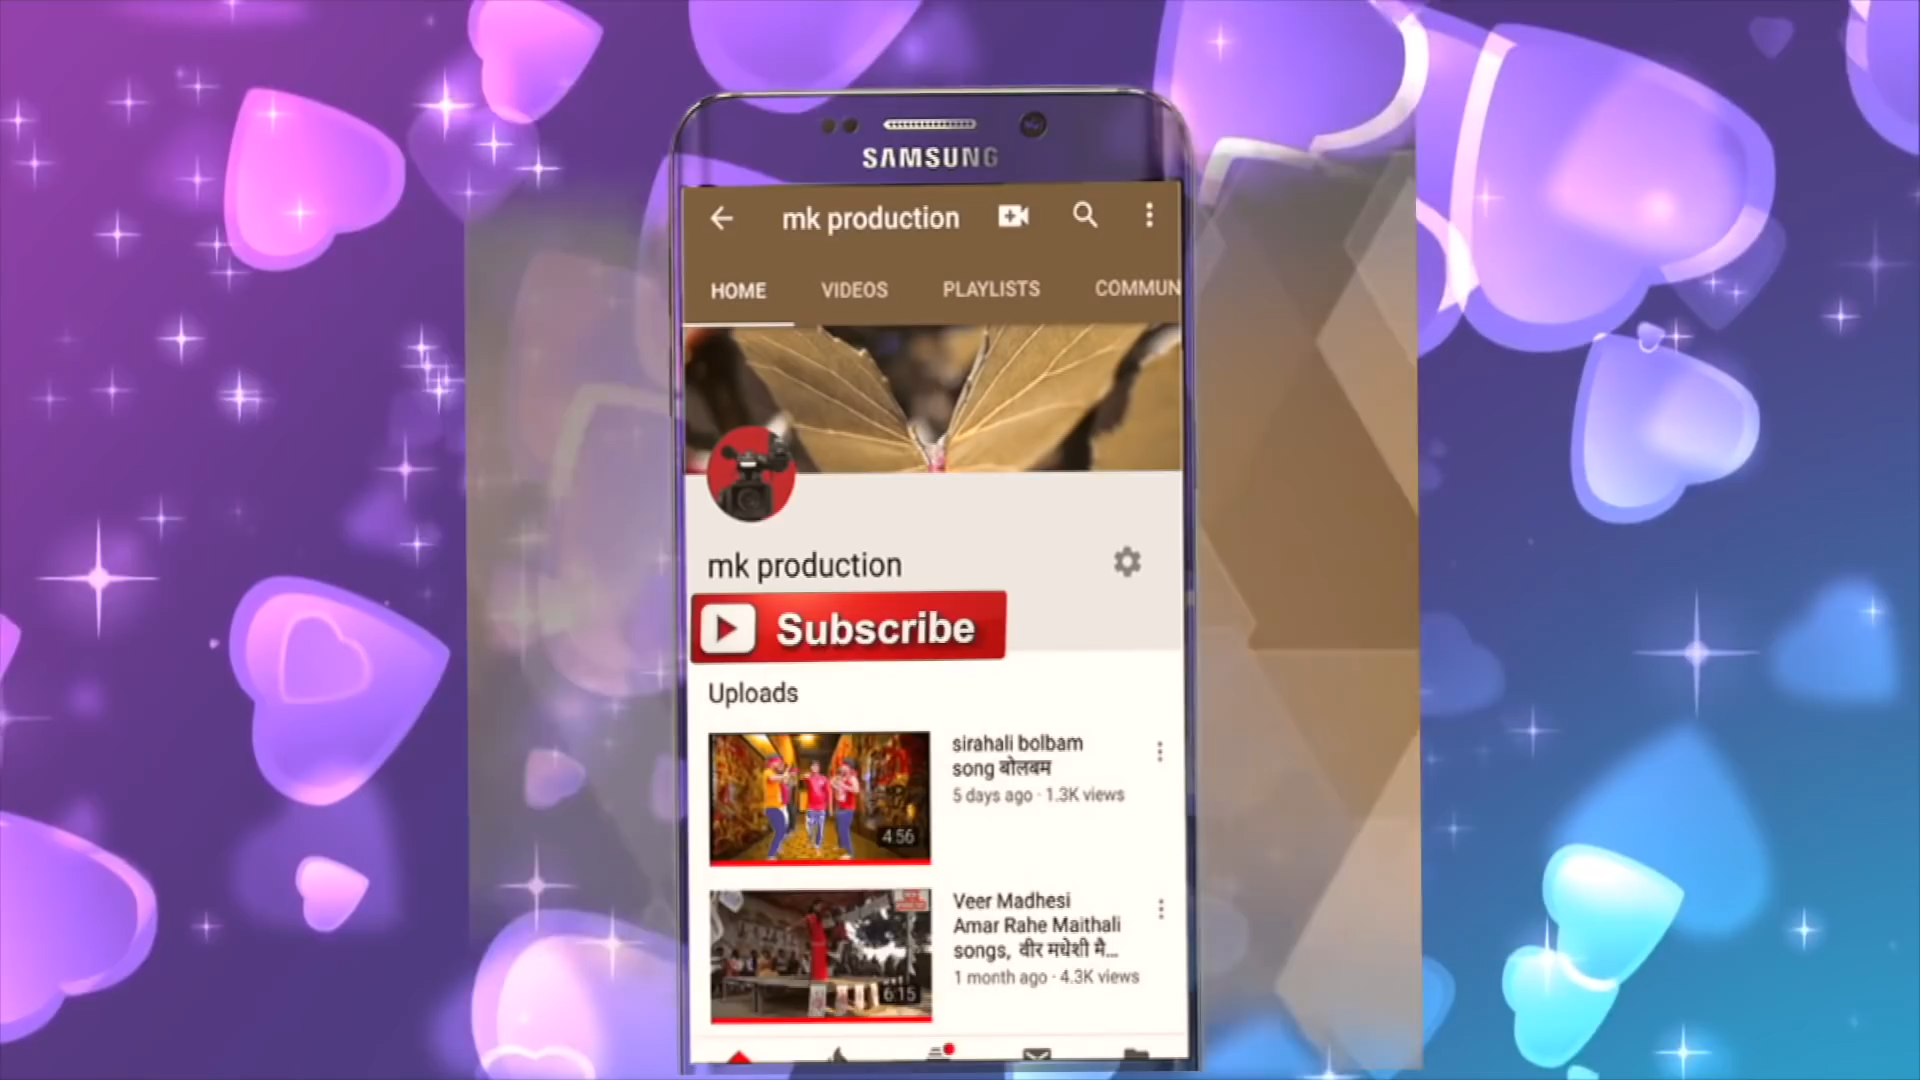 SAMSUNG
mk production
HOME VIDEOS PLAYLISTS COMMUN
mk production
Subscribe
Uploads
sirahali bolbam
song बोलबम
5 days ago · 1.3K views
4:56
Veer Madhesi
Amar Rahe Maithali
songs, वीर मधेशी मै...
1 month ago · 4.3K views
6:15